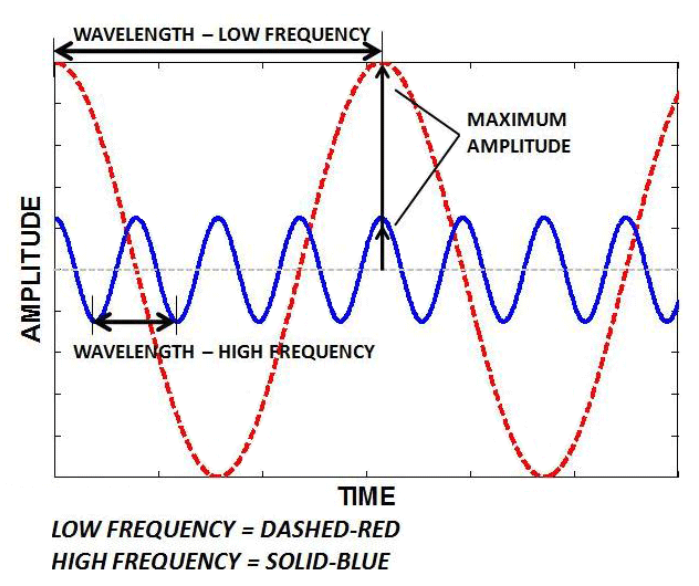 WAVELENGTH – LOW FREQUENCY
MAXIMUM
AMPLITUDE
AMPLITUDE
WAVELENGTH – HIGH FREQUENCY
TIME
LOW FREQUENCY = DASHED-RED
HIGH FREQUENCY = SOLID-BLUE